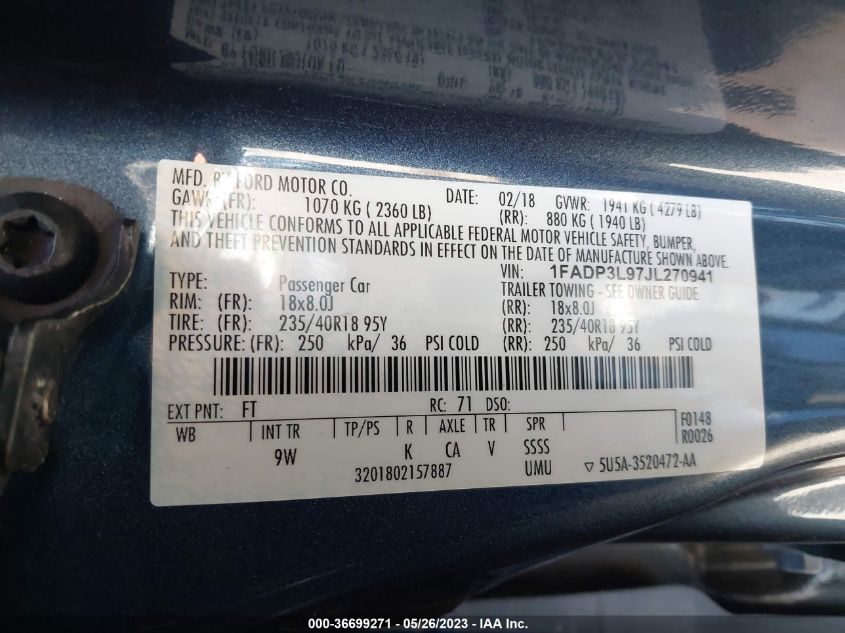 MFD. BY FORD MOTOR CO. DATE: 02/18 GVWR: 1941 KG ( 4279 LB)
GAWR (FR): 1070 KG ( 2360 LB) (RR): 880 KG ( 1940 LB)
THIS VEHICLE CONFORMS TO ALL APPLICABLE FEDERAL MOTOR VEHICLE SAFETY, BUMPER,
AND THEFT PREVENTION STANDARDS IN EFFECT ON THE DATE OF MANUFACTURE SHOWN ABOVE.
VIN: 1FADP3L97JL270941
TYPE: Passenger Car TRAILER TOWING - SEE OWNER GUIDE
RIM: (FR): 18x8.0J (RR): 18x8.0J
TIRE: (FR): 235/40R18 95Y (RR): 235/40R18 95Y
PRESSURE: (FR): 250 kPa/ 36 PSI COLD (RR): 250 kPa/ 36 PSI COLD
EXT PNT: FT RC: 71 DSO:
WB INT TR TP/PS R AXLE TR SPR F0148
9W K CA V SSSS R0026
3201802157887 UMU ▽ 5U5A-3520472-AA
000-36699271 - 05/26/2023 - IAA Inc.